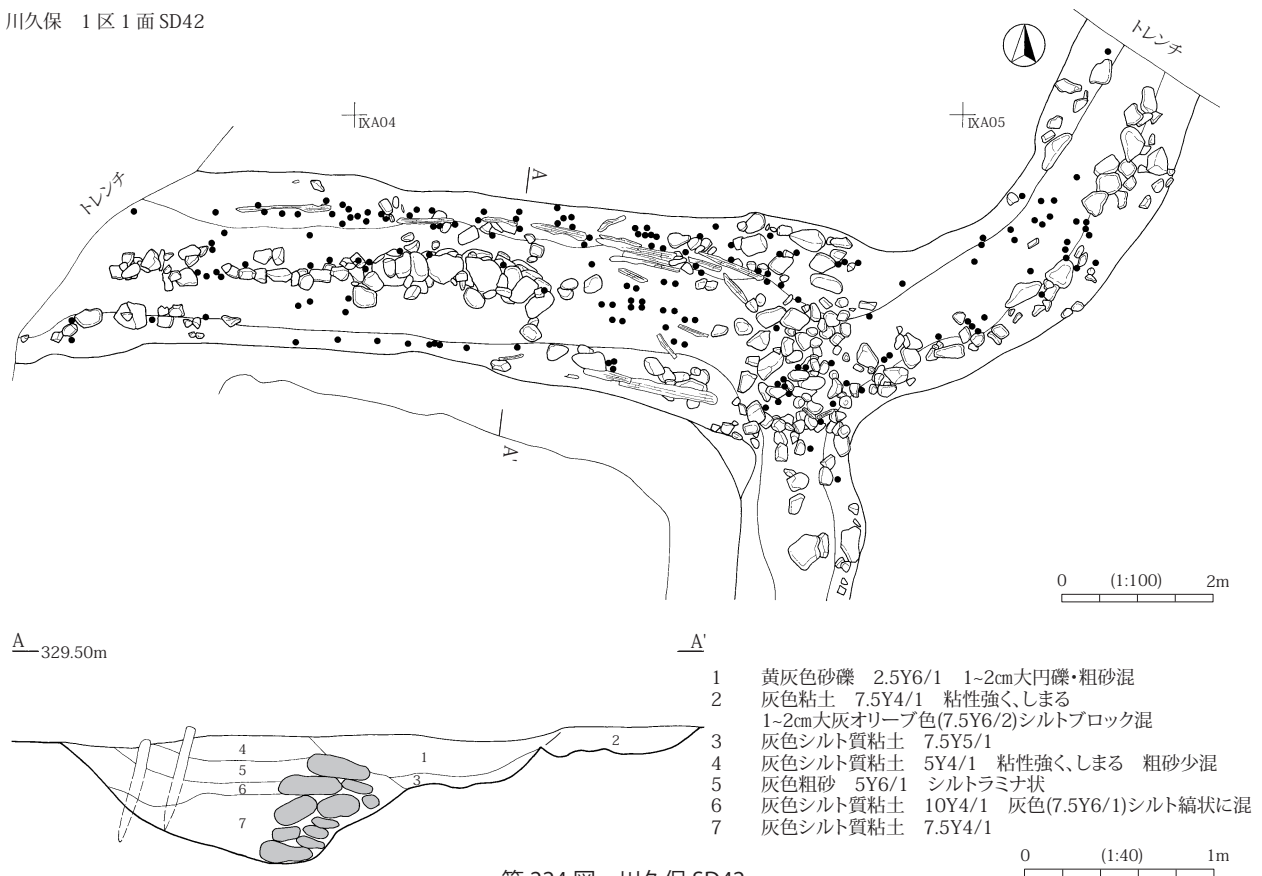 川久保 1区1面SD42
トレンチ
ⅨA04
ⅨA05
トレンチ
A
A'
0 (1:100) 2m
A 329.50m
A'
1 黄灰色砂礫 2.5Y6/1 1~2㎝大円礫・粗砂混
2 灰色粘土 7.5Y4/1 粘性強く、しまる
1~2㎝大灰オリーブ色(7.5Y6/2)シルトブロック混
3 灰色シルト質粘土 7.5Y5/1
4 灰色シルト質粘土 5Y4/1 粘性強く、しまる 粗砂少混
5 灰色粗砂 5Y6/1 シルトラミナ状
6 灰色シルト質粘土 10Y4/1 灰色(7.5Y6/1)シルト縞状に混
7 灰色シルト質粘土 7.5Y4/1
4
1
2
5
3
6
7
0 (1:40) 1m